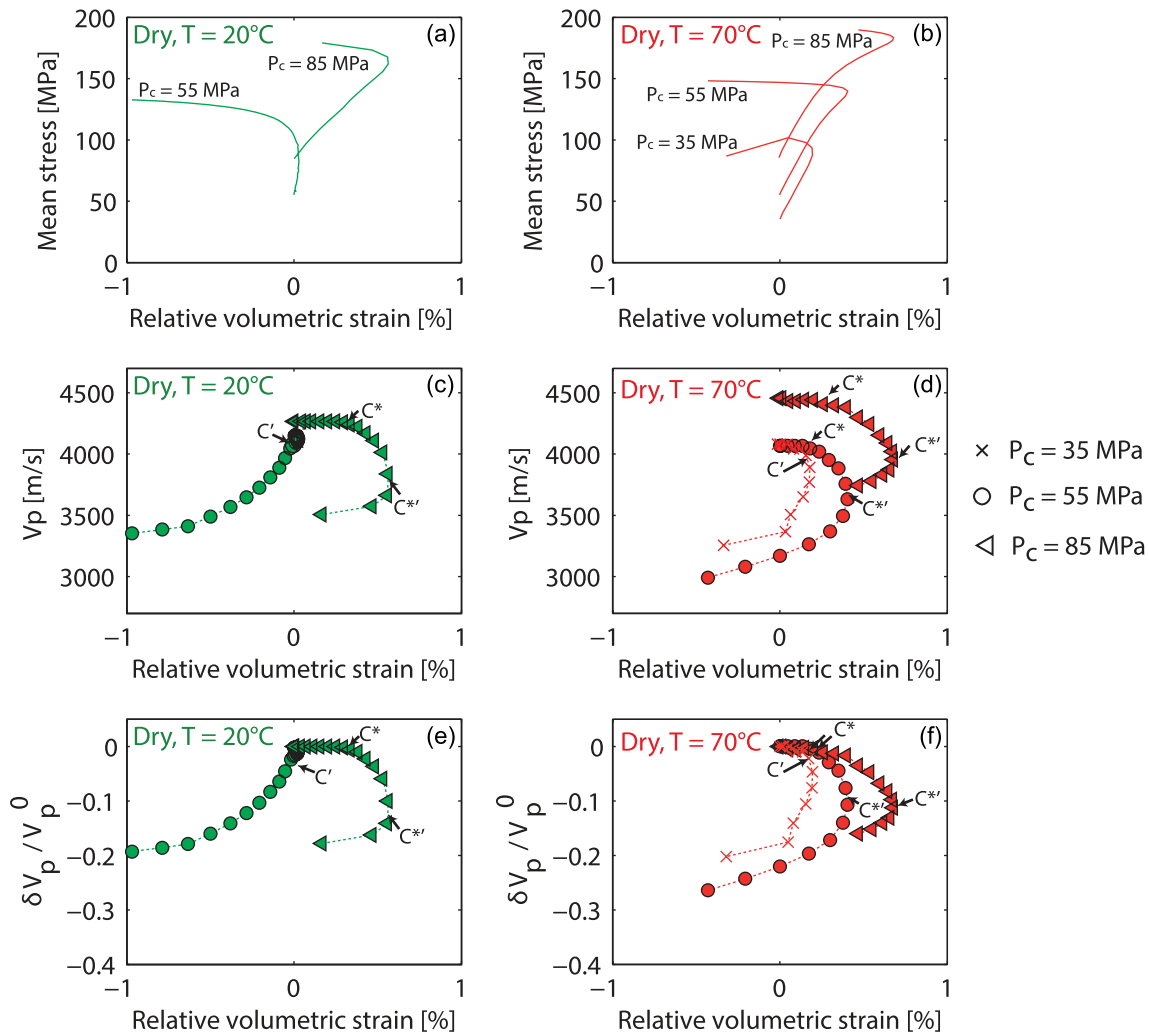 Dry, T = 20°C
(a)
Pc = 85 MPa
Pc = 55 MPa
200
150
100
50
0
Mean stress [MPa]
−1
0
1
Relative volumetric strain [%]
Dry, T = 70°C
(b)
Pc = 85 MPa
Pc = 55 MPa
Pc = 35 MPa
200
150
100
50
0
Mean stress [MPa]
−1
0
1
Relative volumetric strain [%]
Dry, T = 20°C
(c)
C*
C'
C*'
4500
4000
3500
3000
Vp [m/s]
−1
0
1
Relative volumetric strain [%]
Dry, T = 70°C
(d)
C*
C'
C*'
C*'
4500
4000
3500
3000
Vp [m/s]
−1
0
1
Relative volumetric strain [%]
× Pc = 35 MPa
Pc = 55 MPa
Pc = 85 MPa
Dry, T = 20°C
(e)
C*
C'
C*'
0
−0.1
−0.2
−0.3
−0.4
δVp / Vp0
−1
0
1
Relative volumetric strain [%]
Dry, T = 70°C
(f)
C*
C'
C*'
C*'
0
−0.1
−0.2
−0.3
−0.4
δVp / Vp0
−1
0
1
Relative volumetric strain [%]